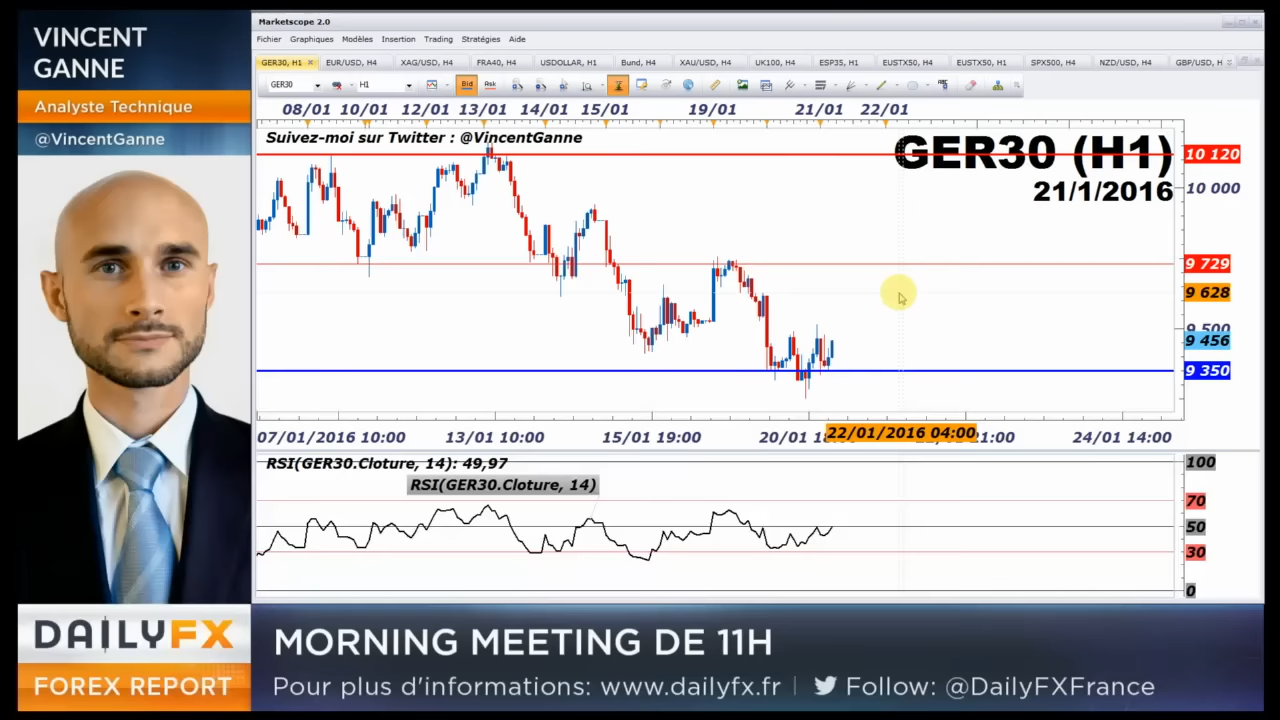 VINCENT
GANNE
Analyste Technique
@VincentGanne
Marketscope 2.0
Fichier Graphiques Modèles Insertion Trading Stratégies Aide
GER30, H1 EUR/USD, H4 XAG/USD, H4 FRA40, H4 USDOLLAR, H1 Bund, H4 XAU/USD, H4 UK100, H4 ESP35, H1 EUSTX50, H4 EUSTX50, H1 SPX500, H4 NZD/USD, H4 GBP/USD, H
GER30 H1 Bid Ask
08/01 10/01 12/01 13/01 14/01 15/01 19/01 21/01 22/01
Suivez-moi sur Twitter : @VincentGanne
GER30 (H1)
21/1/2016
10 120
10 000
9 729
9 628
9 500
9 456
9 350
07/01/2016 10:00 13/01 10:00 15/01 19:00 20/01 22/01/2016 04:00 21:00 24/01 14:00
RSI(GER30.Cloture, 14): 49,97
RSI(GER30.Cloture, 14)
100
70
50
30
0
DAILYFX
FOREX REPORT
MORNING MEETING DE 11H
Pour plus d'informations: www.dailyfx.fr | Follow: @DailyFXFrance